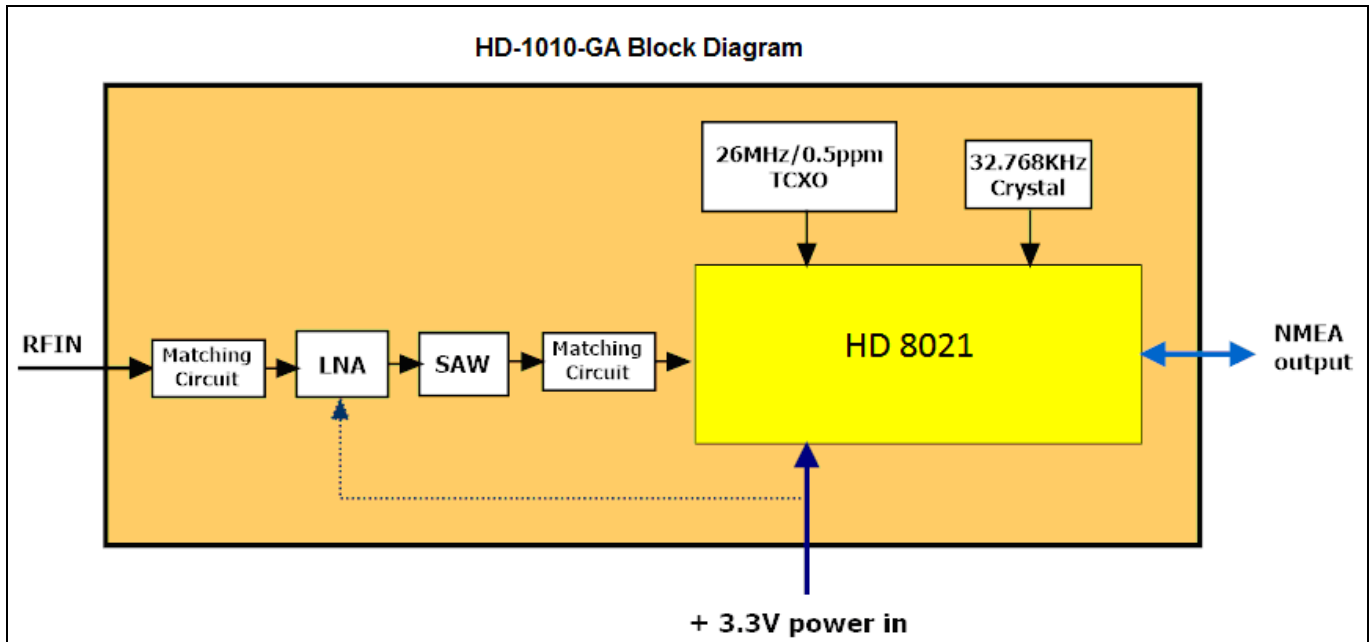 HD-1010-GA Block Diagram
26MHz/0.5ppm
TCXO
32.768KHz
Crystal
RFIN
Matching
Circuit
LNA
SAW
Matching
Circuit
HD 8021
NMEA
output
+ 3.3V power in